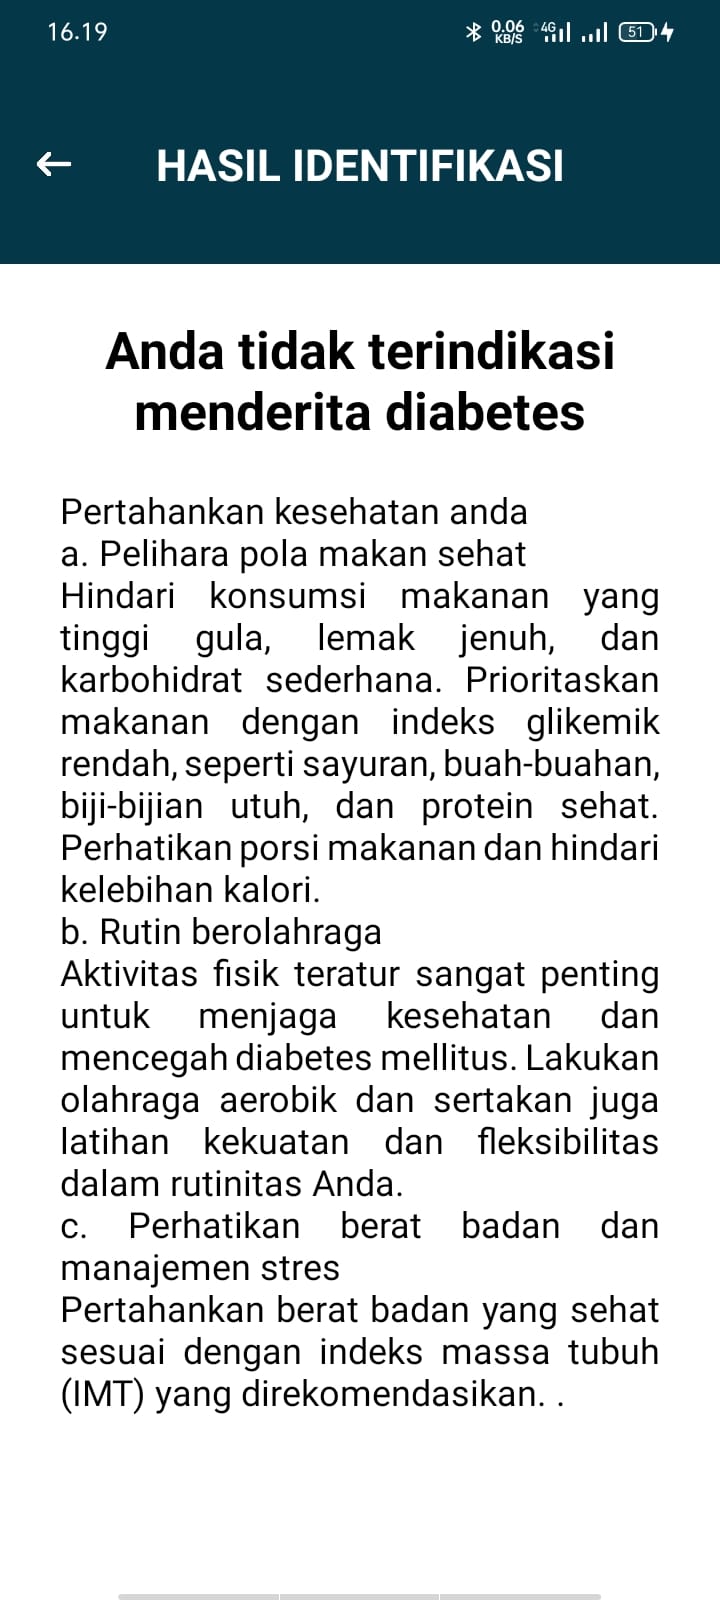 16.19
0.06 KB/S 4G 51
HASIL IDENTIFIKASI
Anda tidak terindikasi
menderita diabetes
Pertahankan kesehatan anda
a. Pelihara pola makan sehat
Hindari konsumsi makanan yang
tinggi gula, lemak jenuh, dan
karbohidrat sederhana. Prioritaskan
makanan dengan indeks glikemik
rendah, seperti sayuran, buah-buahan,
biji-bijian utuh, dan protein sehat.
Perhatikan porsi makanan dan hindari
kelebihan kalori.
b. Rutin berolahraga
Aktivitas fisik teratur sangat penting
untuk menjaga kesehatan dan
mencegah diabetes mellitus. Lakukan
olahraga aerobik dan sertakan juga
latihan kekuatan dan fleksibilitas
dalam rutinitas Anda.
c. Perhatikan berat badan dan
manajemen stres
Pertahankan berat badan yang sehat
sesuai dengan indeks massa tubuh
(IMT) yang direkomendasikan. .